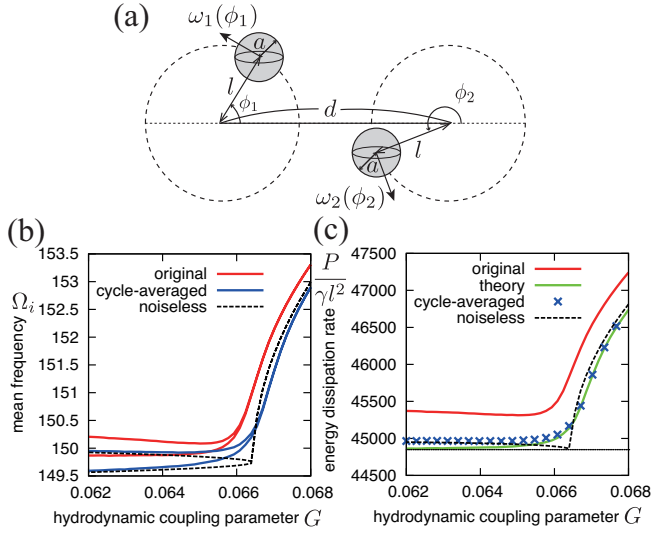 (a)
ω₁(ϕ₁)
a
l
ϕ₁
d
ϕ₂
l
a
ω₂(ϕ₂)
(b)
mean frequency Ωᵢ
153.5
153
152.5
152
151.5
151
150.5
150
149.5
original
cycle-averaged
noiseless
0.062
0.064
0.066
0.068
hydrodynamic coupling parameter G
(c)
energy dissipation rate P/γl²
47500
47000
46500
46000
45500
45000
44500
original
theory
cycle-averaged
noiseless
0.062
0.064
0.066
0.068
hydrodynamic coupling parameter G